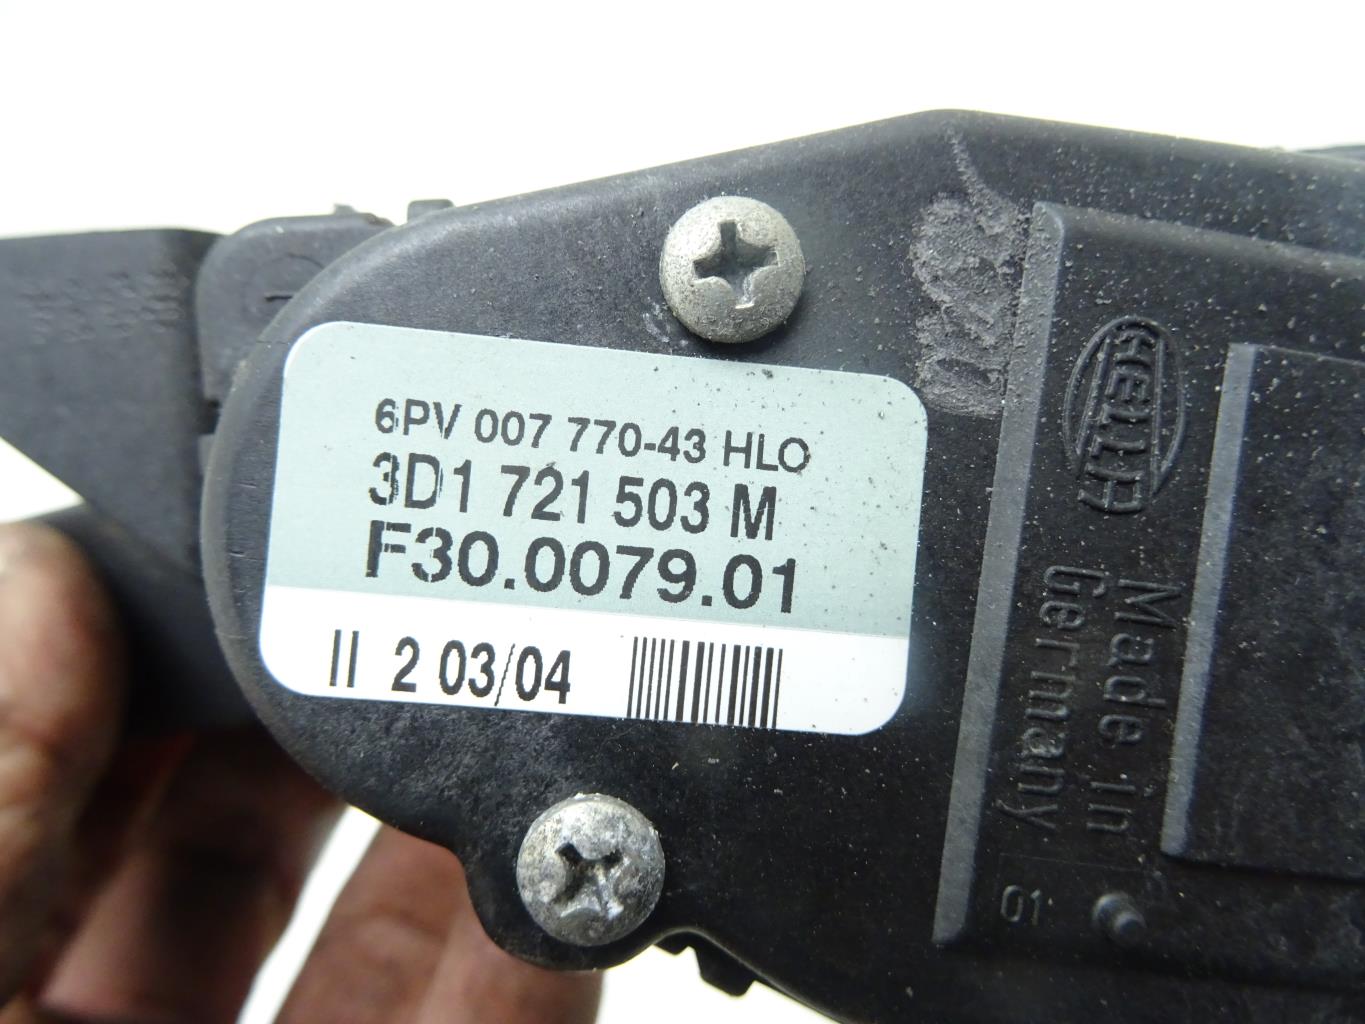 6PV 007 770-43 HLO
3D1 721 503 M
F30.0079.01
II 2 03/04
HELLA
Made in
Germany
01